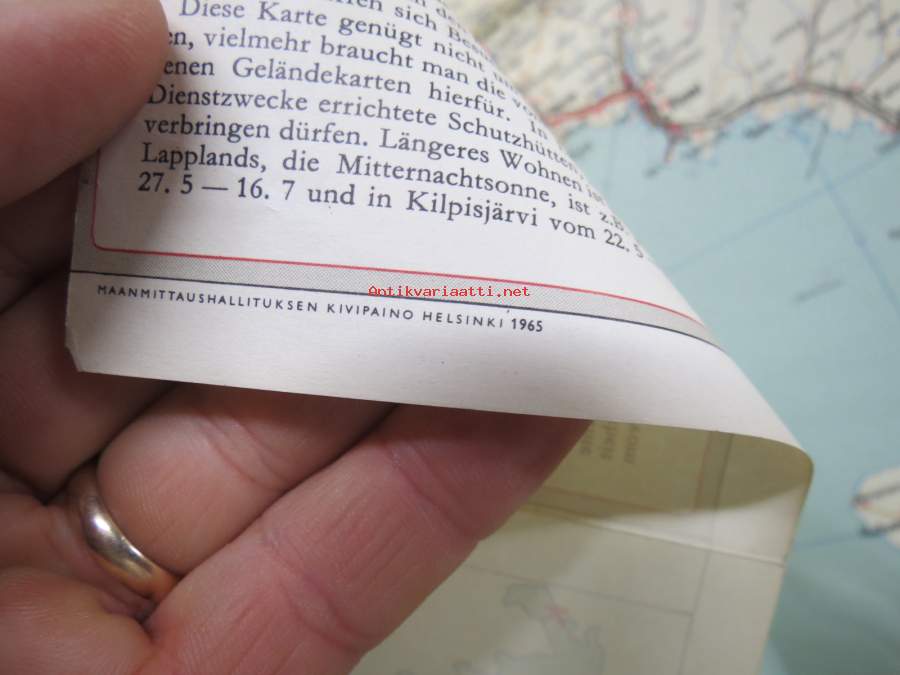 sich
Diese Karte genügt nicht
en, vielmehr braucht man die
enen Geländekarten hierfür. In
Dienstzwecke errichtete Schutzhütten,
verbringen dürfen. Längeres Wohnen
Lapplands, die Mitternachtsonne, ist z.B.
27. 5 — 16. 7 und in Kilpisjärvi vom 22. 5
Antikvariaatti.net
MAANMITTAUSHALLITUKSEN KIVIPAINO HELSINKI 1965